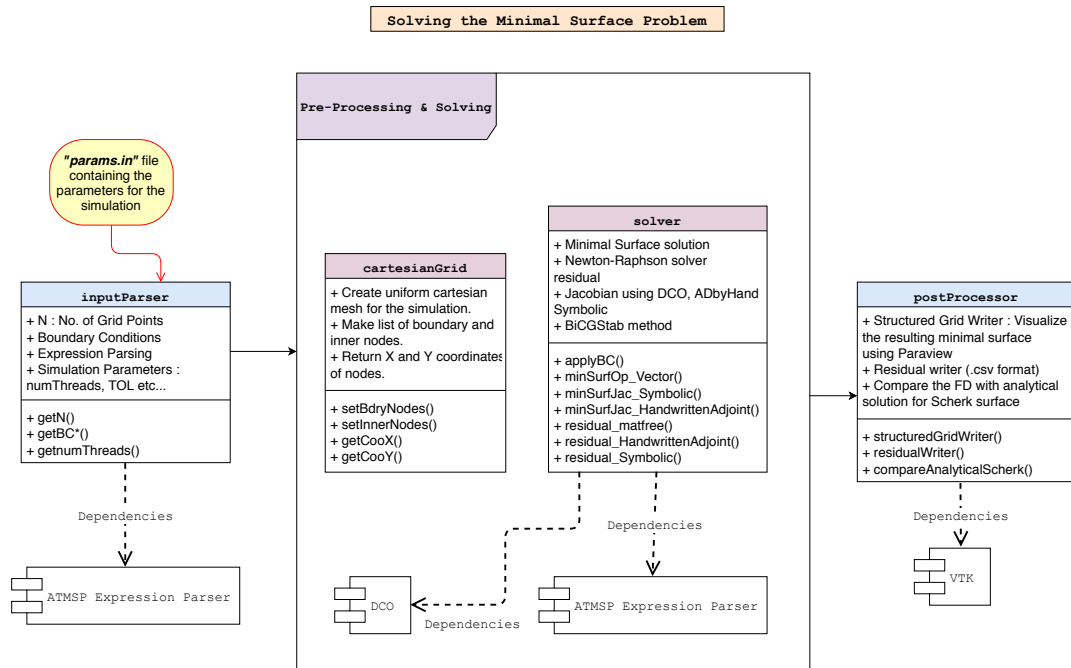 Solving the Minimal Surface Problem
Pre-Processing & Solving
"params.in" file
containing the
parameters for the
simulation
inputParser
+ N : No. of Grid Points
+ Boundary Conditions
+ Expression Parsing
+ Simulation Parameters :
numThreads, TOL etc...
+ getN()
+ getBC*()
+ getnumThreads()
Dependencies
ATMSP Expression Parser
cartesianGrid
+ Create uniform cartesian
mesh for the simulation.
+ Make list of boundary and
inner nodes.
+ Return X and Y coordinates
of nodes.
+ setBdryNodes()
+ setInnerNodes()
+ getCooX()
+ getCooY()
solver
+ Minimal Surface solution
+ Newton-Raphson solver
residual
+ Jacobian using DCO, ADbyHand
Symbolic
+ BiCGStab method
+ applyBC()
+ minSurfOp_Vector()
+ minSurfJac_Symbolic()
+ minSurfJac_HandwrittenAdjoint()
+ residual_matfree()
+ residual_HandwrittenAdjoint()
+ residual_Symbolic()
Dependencies
DCO
Dependencies
ATMSP Expression Parser
postProcessor
+ Structured Grid Writer : Visualize
the resulting minimal surface
using Paraview
+ Residual writer (.csv format)
+ Compare the FD with analytical
solution for Scherk surface
+ structuredGridWriter()
+ residualWriter()
+ compareAnalyticalScherk()
Dependencies
VTK